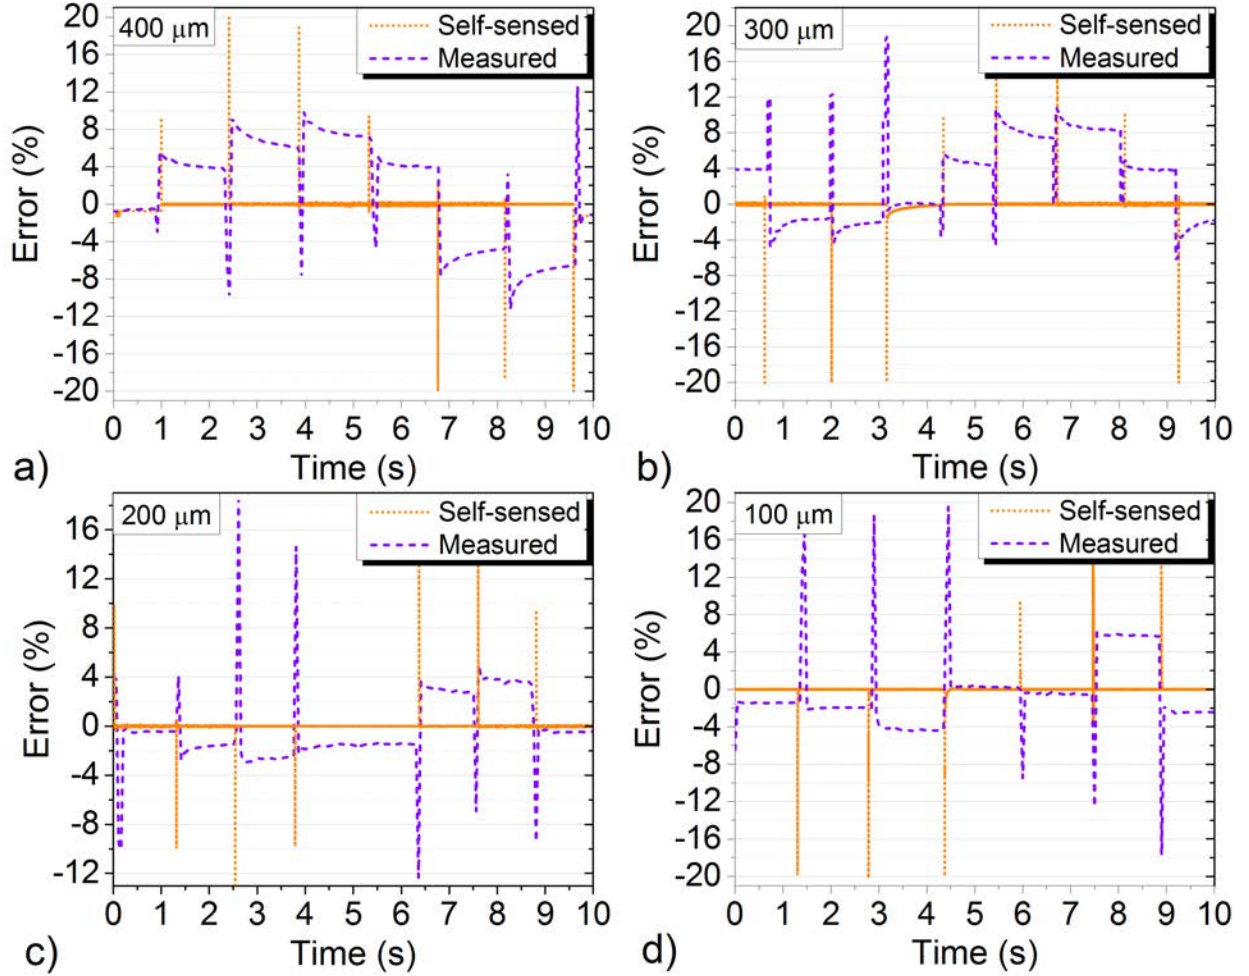 400 μm
Self-sensed
Measured
20
16
12
8
4
0
-4
-8
-12
-16
-20
Error (%)
0 1 2 3 4 5 6 7 8 9 10
Time (s)
a)
300 μm
Self-sensed
Measured
20
16
12
8
4
0
-4
-8
-12
-16
-20
Error (%)
0 1 2 3 4 5 6 7 8 9 10
Time (s)
b)
200 μm
Self-sensed
Measured
16
12
8
4
0
-4
-8
-12
Error (%)
0 1 2 3 4 5 6 7 8 9 10
Time (s)
c)
100 μm
Self-sensed
Measured
20
16
12
8
4
0
-4
-8
-12
-16
-20
Error (%)
0 1 2 3 4 5 6 7 8 9 10
Time (s)
d)